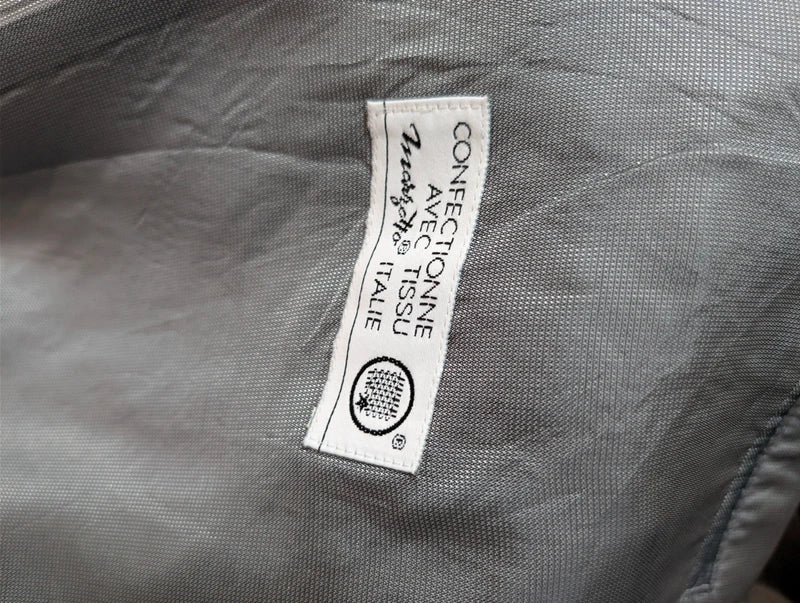 CONFECTIONNE
AVEC TISSU
Marzotto® ITALIE
®